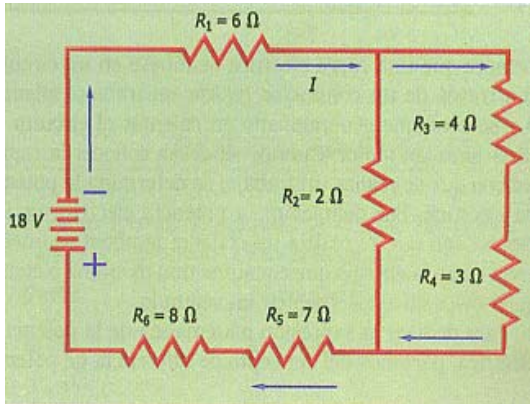 R₁ = 6 Ω
I
R₃ = 4 Ω
R₂= 2 Ω
18 V
−
+
R₄ = 3 Ω
R₆ = 8 Ω
R₅ = 7 Ω